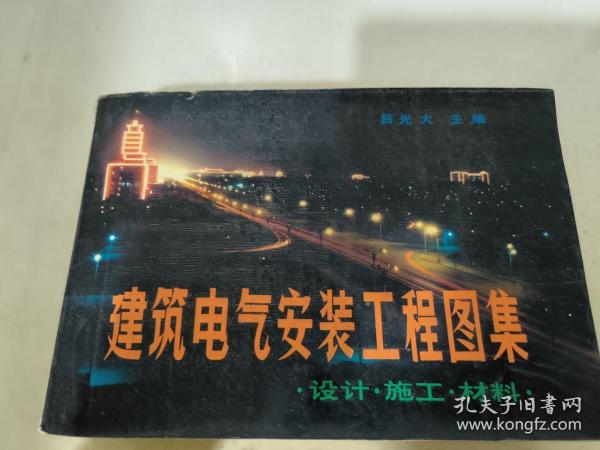 吕光大 主编
建筑电气安装工程图集
·设计·施工·材料·
孔夫子旧書网
www.kongfz.com